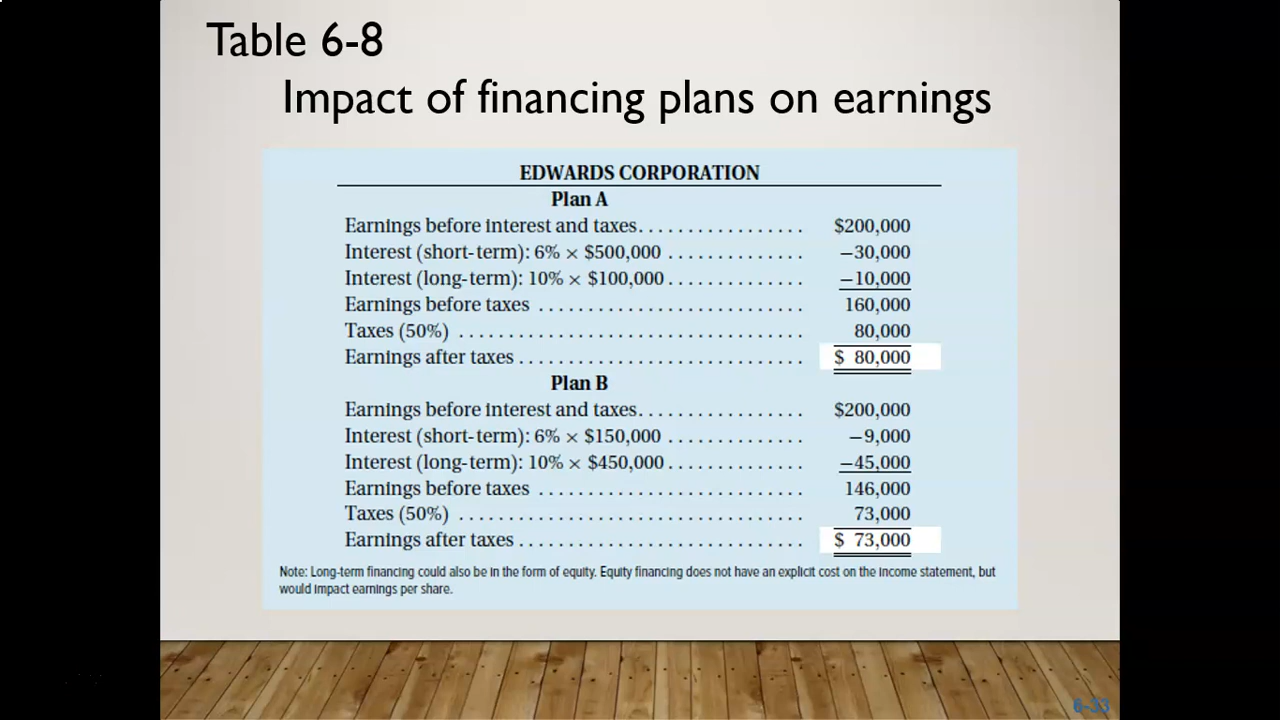 Table 6-8
Impact of financing plans on earnings
EDWARDS CORPORATION
Plan A
Earnings before interest and taxes. . . . . . . . . . . . . . . . . $200,000
Interest (short-term): 6% × $500,000 . . . . . . . . . . . . . . –30,000
Interest (long-term): 10% × $100,000 . . . . . . . . . . . . . . –10,000
Earnings before taxes . . . . . . . . . . . . . . . . . . . . . . . . . . . 160,000
Taxes (50%) . . . . . . . . . . . . . . . . . . . . . . . . . . . . . . . . . . . 80,000
Earnings after taxes . . . . . . . . . . . . . . . . . . . . . . . . . . . . . $ 80,000
Plan B
Earnings before interest and taxes. . . . . . . . . . . . . . . . . $200,000
Interest (short-term): 6% × $150,000 . . . . . . . . . . . . . . –9,000
Interest (long-term): 10% × $450,000 . . . . . . . . . . . . . . –45,000
Earnings before taxes . . . . . . . . . . . . . . . . . . . . . . . . . . . 146,000
Taxes (50%) . . . . . . . . . . . . . . . . . . . . . . . . . . . . . . . . . . . 73,000
Earnings after taxes . . . . . . . . . . . . . . . . . . . . . . . . . . . . . $ 73,000
Note: Long-term financing could also be in the form of equity. Equity financing does not have an explicit cost on the income statement, but
would impact earnings per share.
6-33